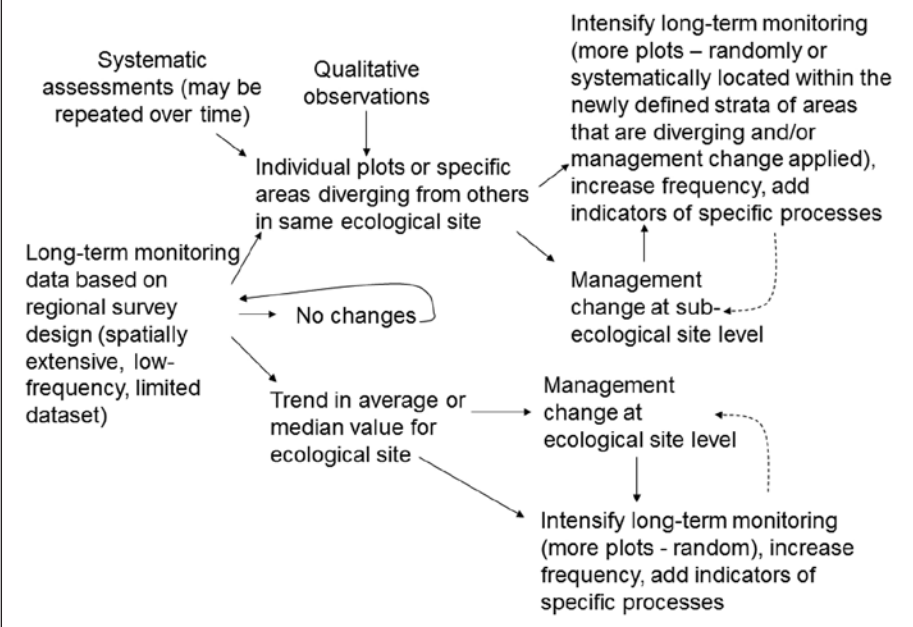 Systematic
assessments (may be
repeated over time)
Qualitative
observations
Intensify long-term monitoring
(more plots – randomly or
systematically located within the
newly defined strata of areas
that are diverging and/or
management change applied),
increase frequency, add
indicators of specific processes
Individual plots or specific
areas diverging from others
in same ecological site
Long-term monitoring
data based on
regional survey
design (spatially
extensive, low-
frequency, limited
dataset)
No changes
Management
change at sub-
ecological site level
Trend in average or
median value for
ecological site
Management
change at
ecological site level
Intensify long-term monitoring
(more plots - random), increase
frequency, add indicators of
specific processes